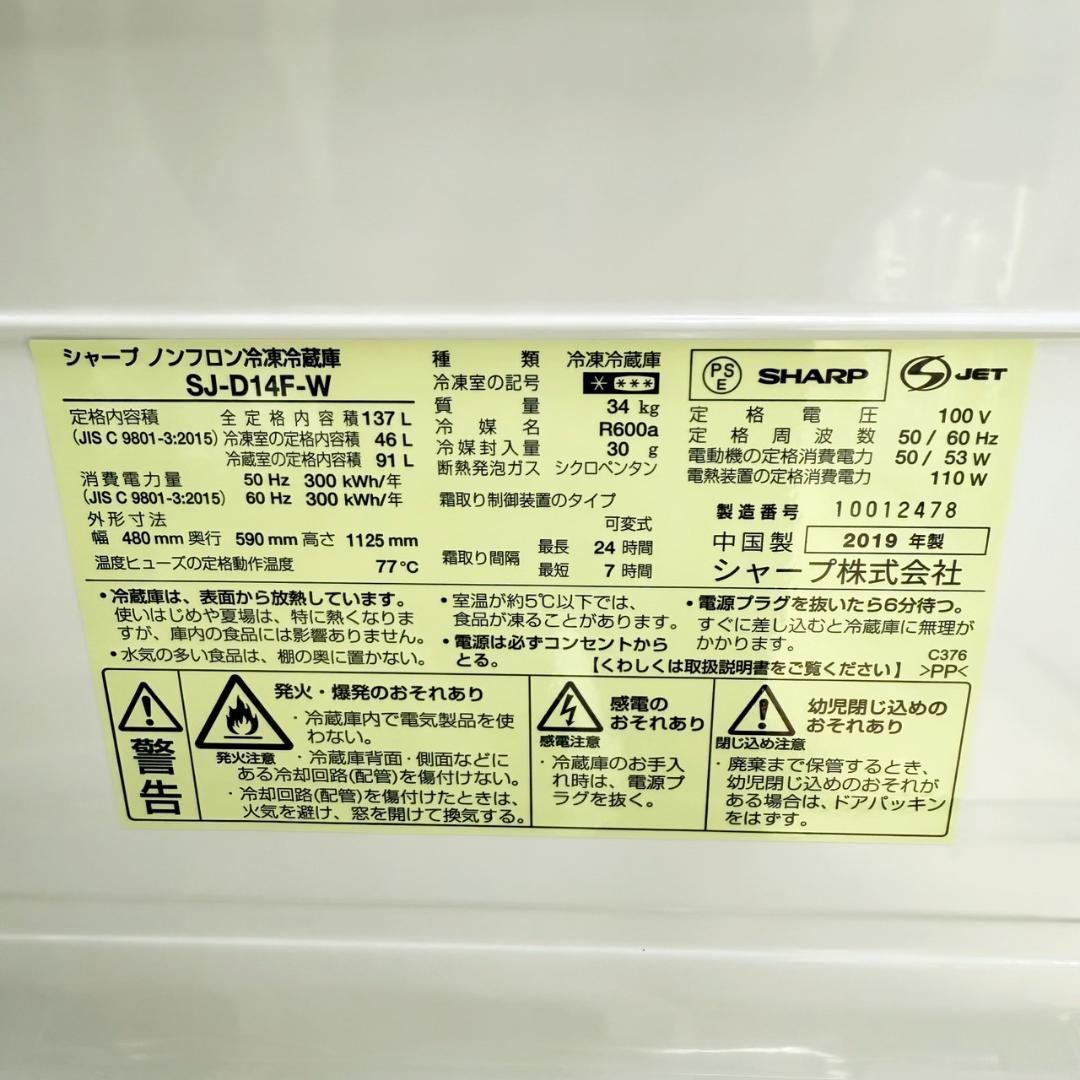 シャープ ノンフロン冷凍冷蔵庫
SJ-D14F-W
定格内容積 全定格内容積 137 L
(JIS C 9801-3:2015) 冷凍室の定格内容積 46 L
冷蔵室の定格内容積 91 L
消費電力量 50 Hz 300 kWh/年
(JIS C 9801-3:2015) 60 Hz 300 kWh/年
外形寸法
幅 480 mm 奥行 590 mm 高さ 1125 mm
温度ヒューズの定格動作温度 77℃
種類 冷凍冷蔵庫
冷凍室の記号 * ***
質量 34 kg
冷媒名 R600a
冷媒封入量 30 g
断熱発泡ガス シクロペンタン
霜取り制御装置のタイプ
可変式
霜取り間隔 最長 24 時間
最短 7 時間
PSE SHARP S JET
定格電圧 100 V
定格周波数 50 / 60 Hz
電動機の定格消費電力 50 / 53 W
電熱装置の定格消費電力 110 W
製造番号 10012478
中国製 2019 年製
シャープ株式会社
・冷蔵庫は、表面から放熱しています。
使いはじめや夏場は、特に熱くなりま
すが、庫内の食品には影響ありません。
・水気の多い食品は、棚の奥に置かない。
・室温が約5℃以下では、
食品が凍ることがあります。
・電源は必ずコンセントから
とる。
・電源プラグを抜いたら6分待つ。
すぐに差し込むと冷蔵庫に無理が
かかります。
C376
【くわしくは取扱説明書をご覧ください】 >PP<
警告
発火・爆発のおそれあり
発火注意
・冷蔵庫内で電気製品を使
わない。
・冷蔵庫背面・側面などに
ある冷却回路(配管)を傷付けない。
・冷却回路(配管)を傷付けたときは、
火気を避け、窓を開けて換気する。
感電の
おそれあり
感電注意
・冷蔵庫のお手入
れ時は、電源プ
ラグを抜く。
幼児閉じ込めの
おそれあり
閉じ込め注意
・廃棄まで保管するとき、
幼児閉じ込めのおそれが
ある場合は、ドアパッキン
をはずす。